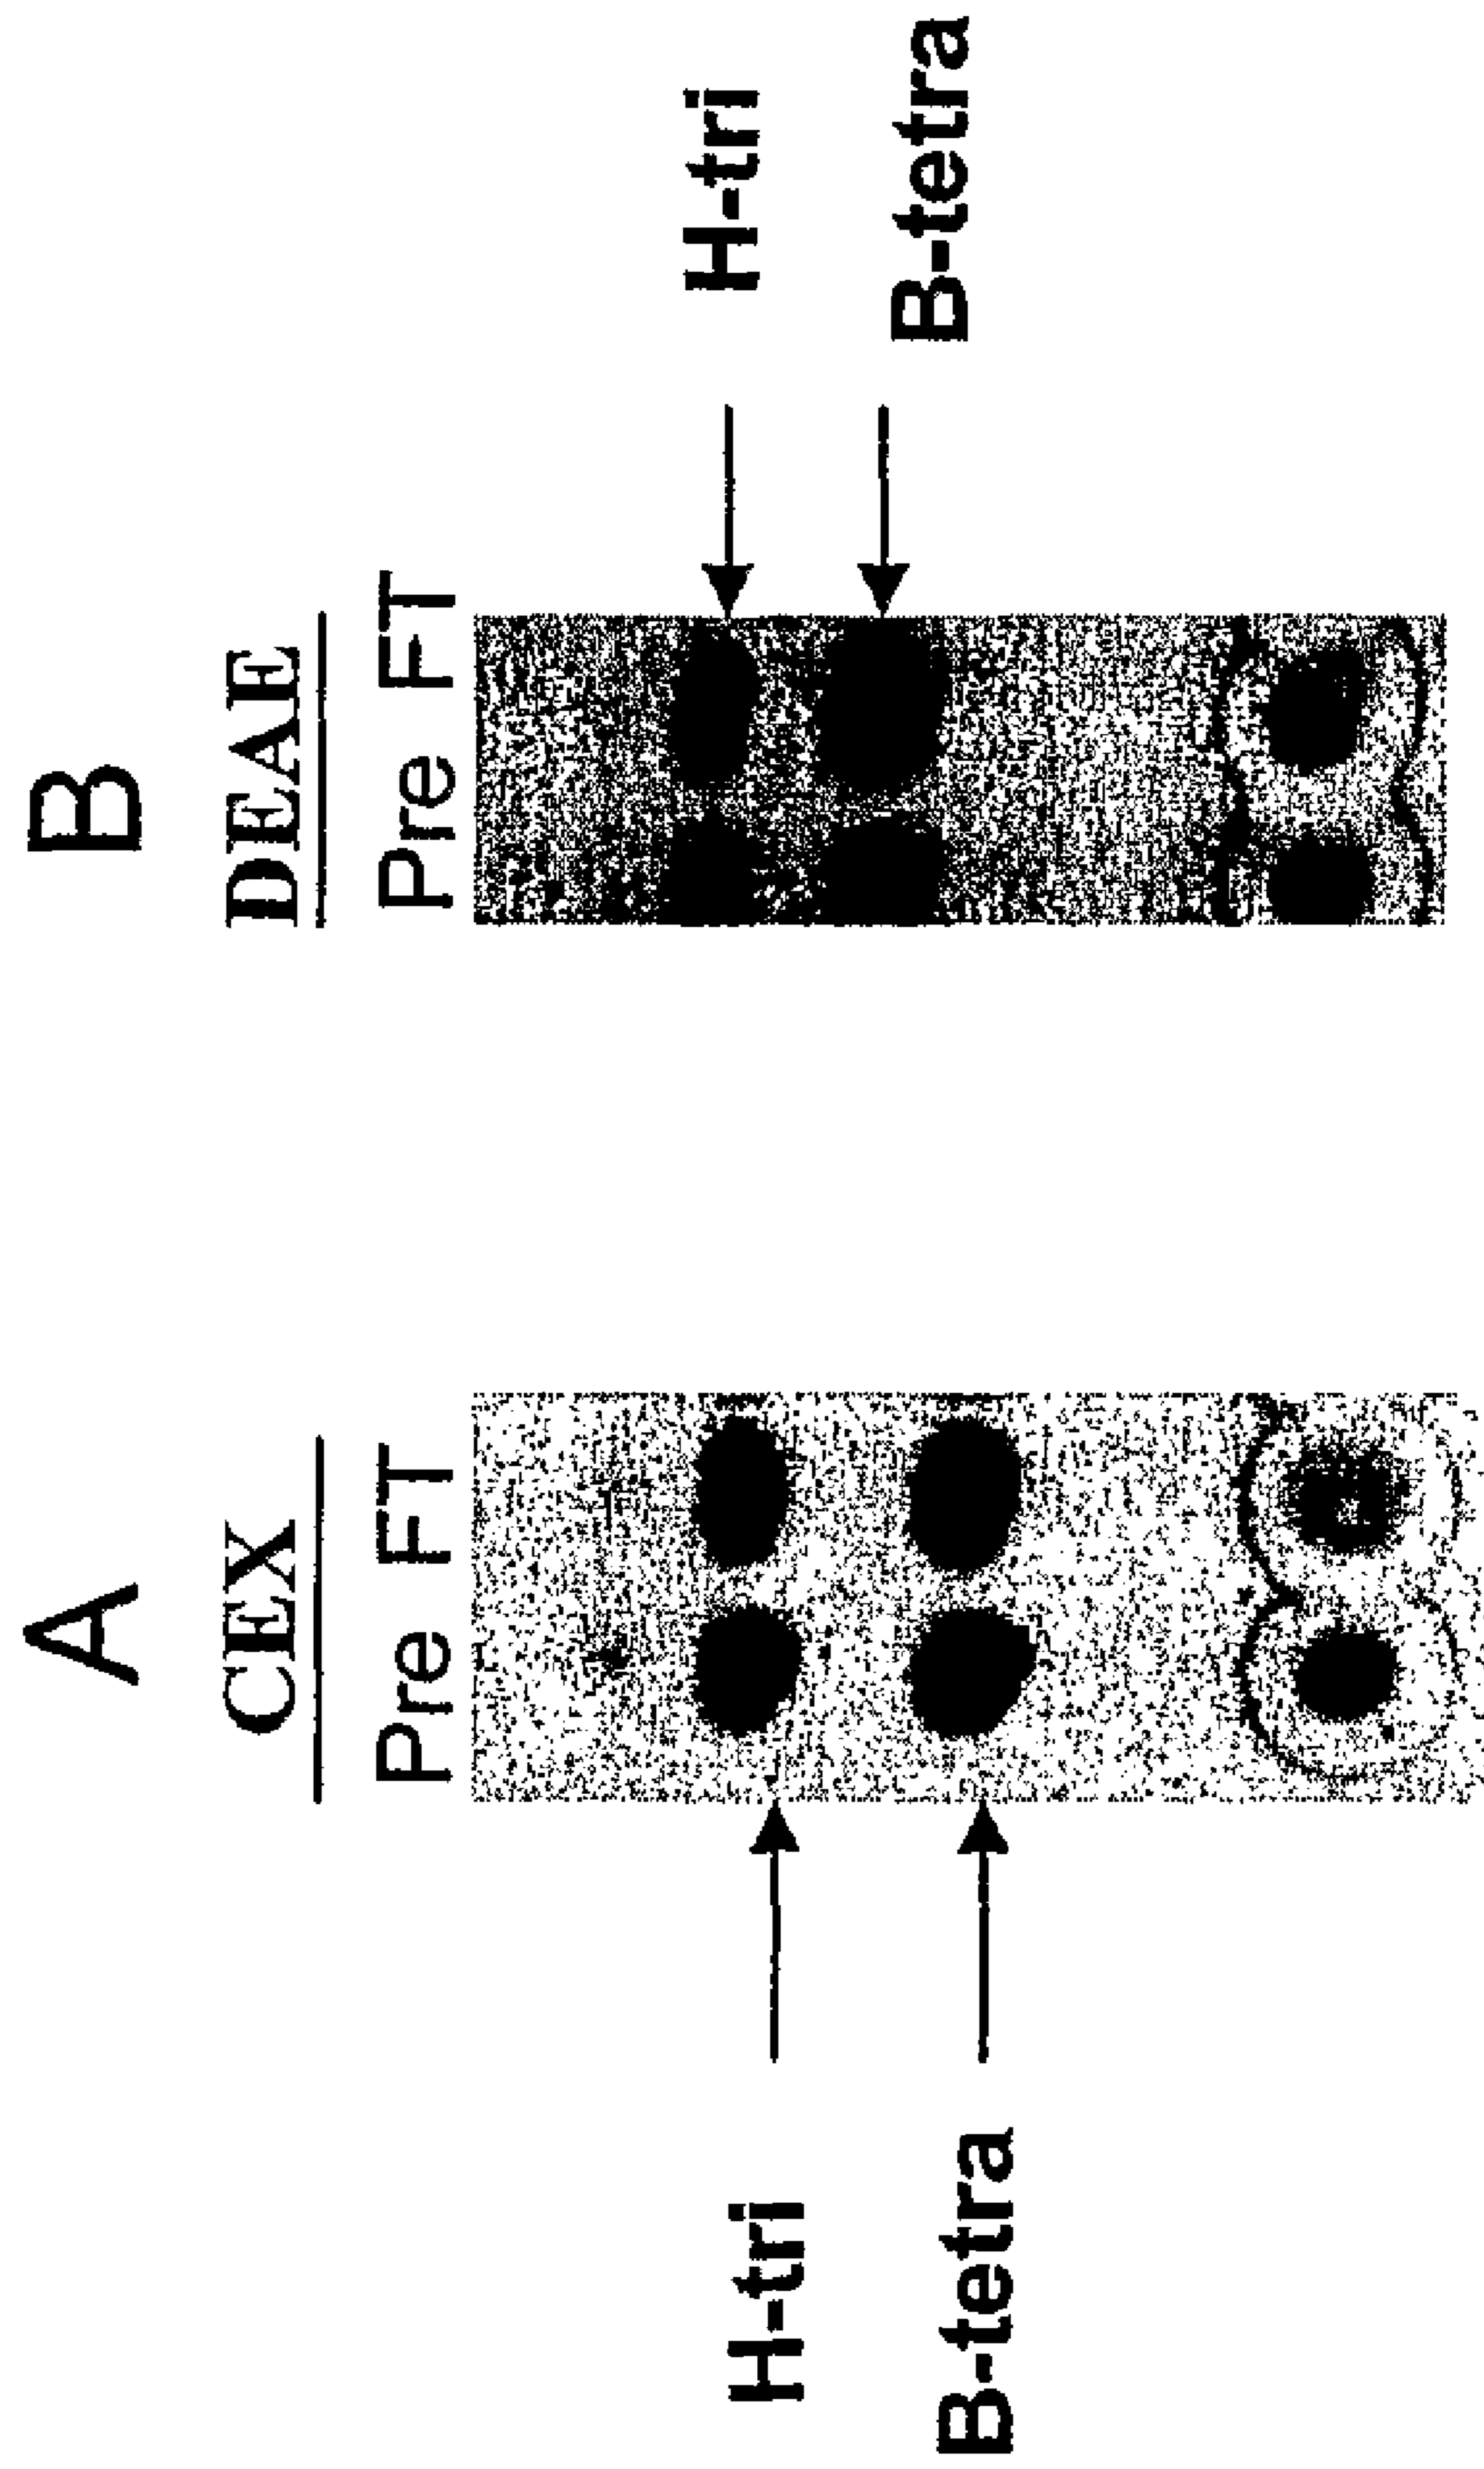 A
CEX
Pre FT
H-tri
B-tetra
B
DEAE
Pre FT
H-tri
B-tetra